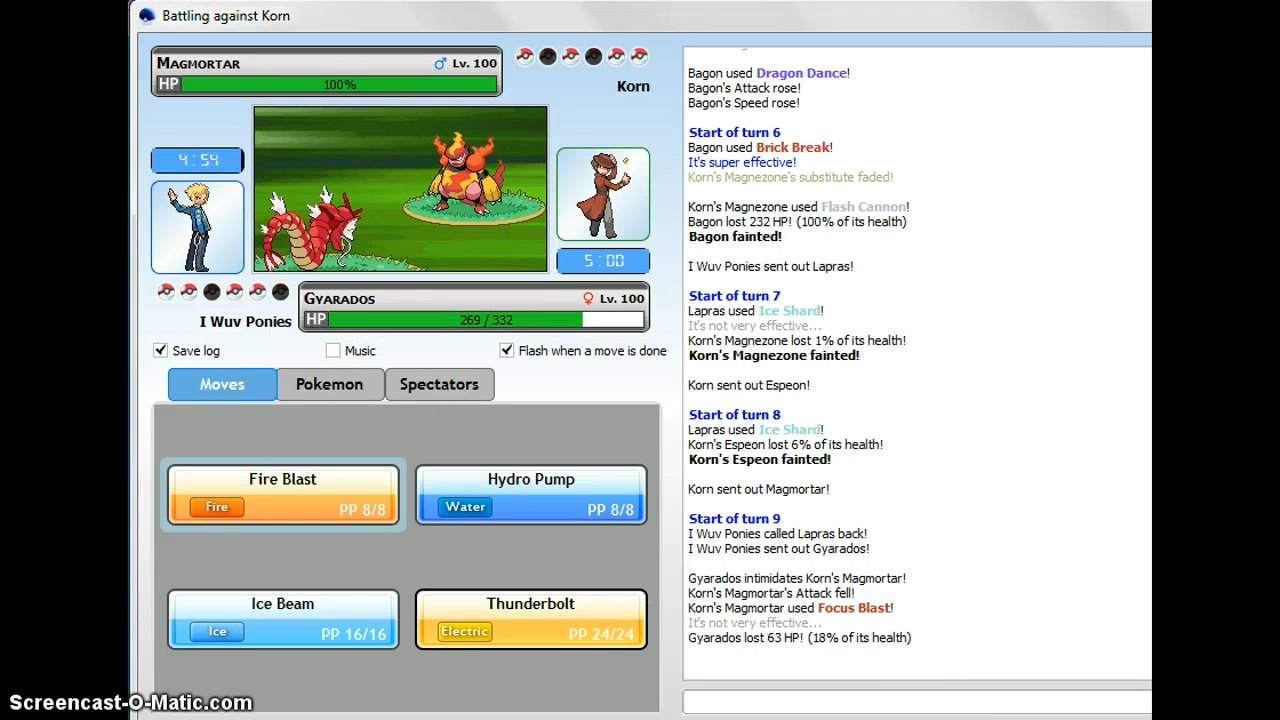 Battling against Korn
MAGMORTAR ♂ Lv. 100
HP 100%
Korn
4:54
5:00
GYARADOS ♀ Lv. 100
HP 269 / 332
I Wuv Ponies
Save log
Music
Flash when a move is done
Moves
Pokemon
Spectators
Fire Blast
Fire PP 8/8
Hydro Pump
Water PP 8/8
Ice Beam
Ice PP 16/16
Thunderbolt
Electric PP 24/24
Bagon used Dragon Dance!
Bagon's Attack rose!
Bagon's Speed rose!
Start of turn 6
Bagon used Brick Break!
It's super effective!
Korn's Magnezone's substitute faded!
Korn's Magnezone used Flash Cannon!
Bagon lost 232 HP! (100% of its health)
Bagon fainted!
I Wuv Ponies sent out Lapras!
Start of turn 7
Lapras used Ice Shard!
It's not very effective...
Korn's Magnezone lost 1% of its health!
Korn's Magnezone fainted!
Korn sent out Espeon!
Start of turn 8
Lapras used Ice Shard!
Korn's Espeon lost 6% of its health!
Korn's Espeon fainted!
Korn sent out Magmortar!
Start of turn 9
I Wuv Ponies called Lapras back!
I Wuv Ponies sent out Gyarados!
Gyarados intimidates Korn's Magmortar!
Korn's Magmortar's Attack fell!
Korn's Magmortar used Focus Blast!
It's not very effective...
Gyarados lost 63 HP! (18% of its health)
Screencast-O-Matic.com